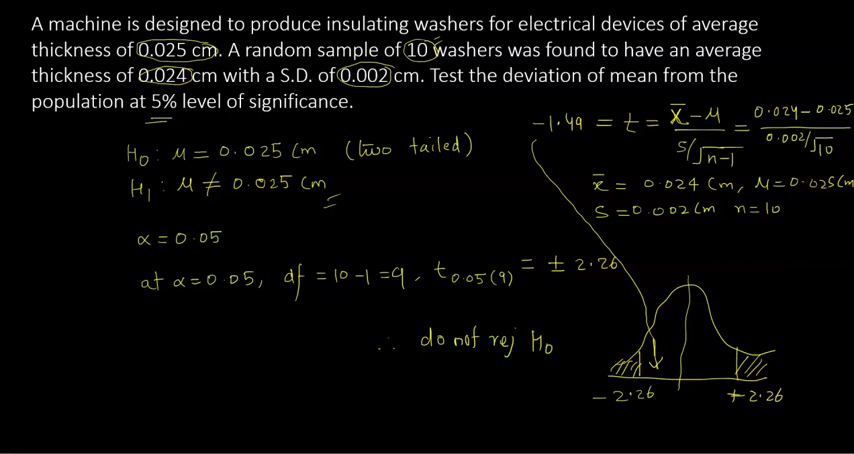 A machine is designed to produce insulating washers for electrical devices of average
thickness of 0.025 cm. A random sample of 10 washers was found to have an average
thickness of 0.024 cm with a S.D. of 0.002 cm. Test the deviation of mean from the
population at 5% level of significance.
-1.49 = t = x̄ - μ / s/√n-1 = 0.024 - 0.025 / 0.002/√10
H₀ : μ = 0.025 cm (two tailed)
H₁ : μ ≠ 0.025 cm
x̄ = 0.024 cm, μ = 0.025 cm
s = 0.002 cm n = 10
α = 0.05
at α = 0.05, df = 10 - 1 = 9, t 0.05(9) = ± 2.26
∴ do not rej H₀
- 2.26 + 2.26